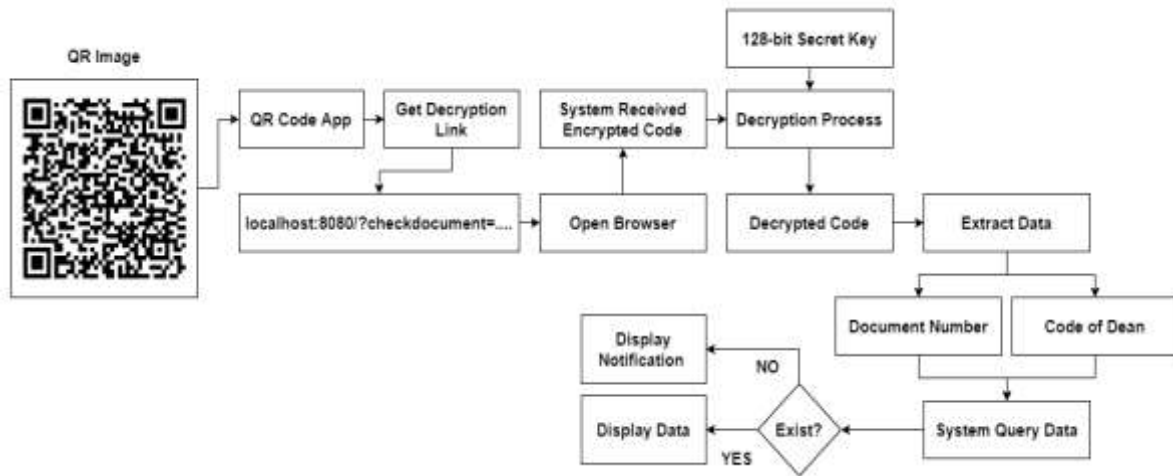 QR Image
128-bit Secret Key
QR Code App
Get Decryption
Link
System Received
Encrypted Code
Decryption Process
localhost:8080/?checkdocument=....
Open Browser
Decrypted Code
Extract Data
Document Number
Code of Dean
Display
Notification
NO
Display Data
YES
Exist?
System Query Data